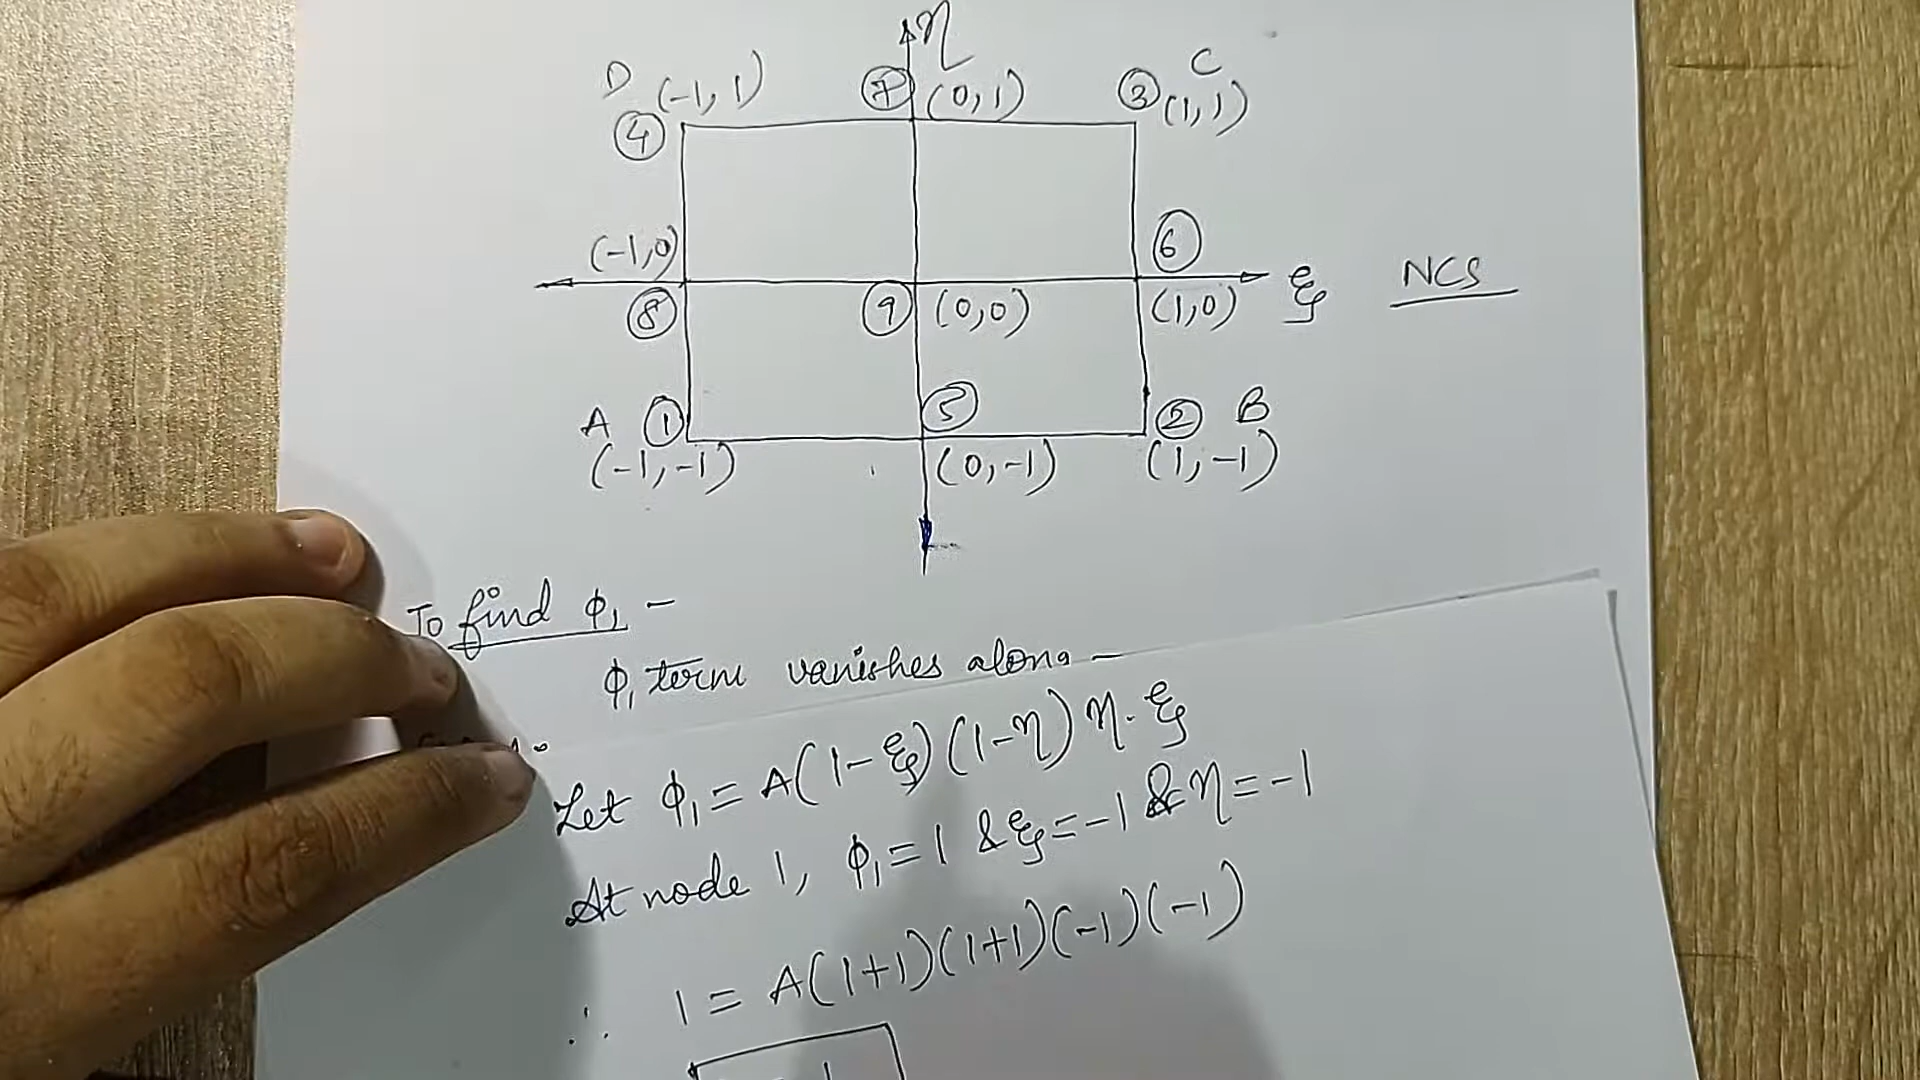 η
D (-1, 1) ⑦ (0, 1) ③ C (1, 1)
④
(-1,0) ⑥
ξ NCS
⑧ ⑨ (0,0) (1,0)
A ① ⑤ ② B
(-1,-1) (0,-1) (1,-1)
To find ϕ₁ -
ϕ₁ term vanishes along -
Let ϕ₁ = A(1-ξ)(1-η)η·ξ
At node 1, ϕ₁ = 1 & ξ = -1 & η = -1
∴ 1 = A(1+1)(1+1)(-1)(-1)